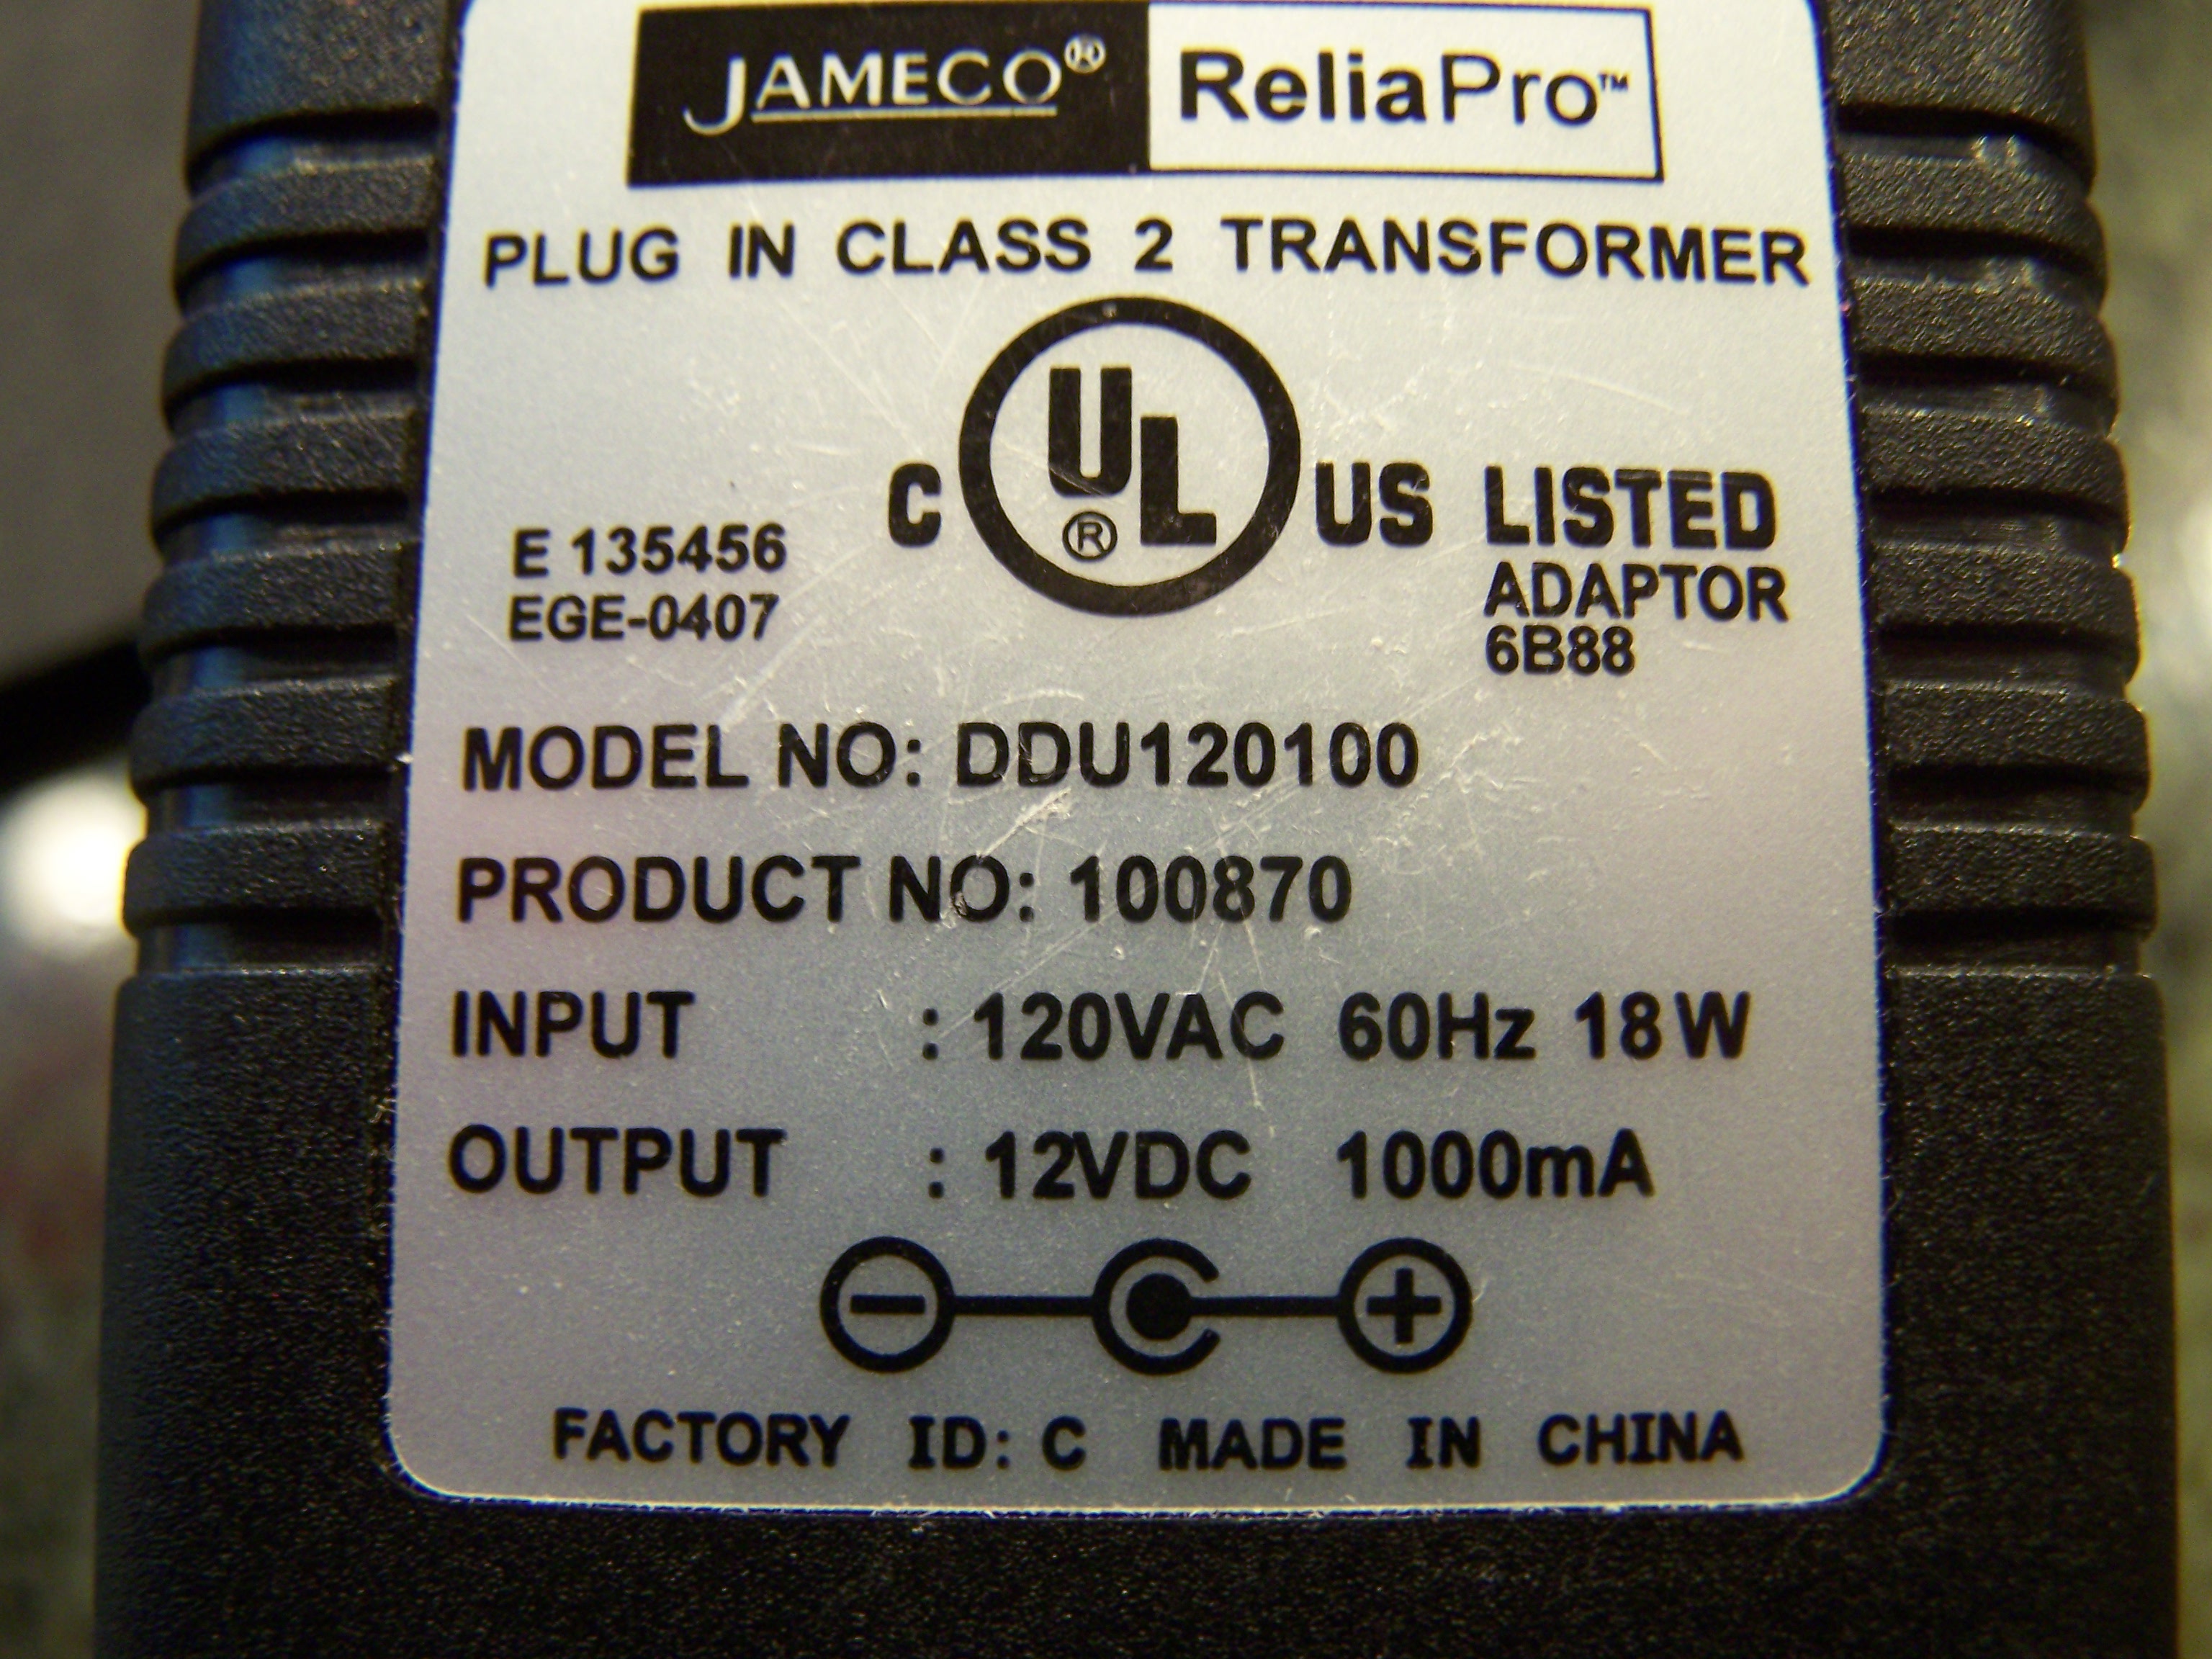 JAMECO® ReliaPro™
PLUG IN CLASS 2 TRANSFORMER
C UL® US LISTED
ADAPTOR
6B88
E 135456
EGE-0407
MODEL NO: DDU120100
PRODUCT NO: 100870
INPUT : 120VAC 60Hz 18W
OUTPUT : 12VDC 1000mA
− +
FACTORY ID: C MADE IN CHINA